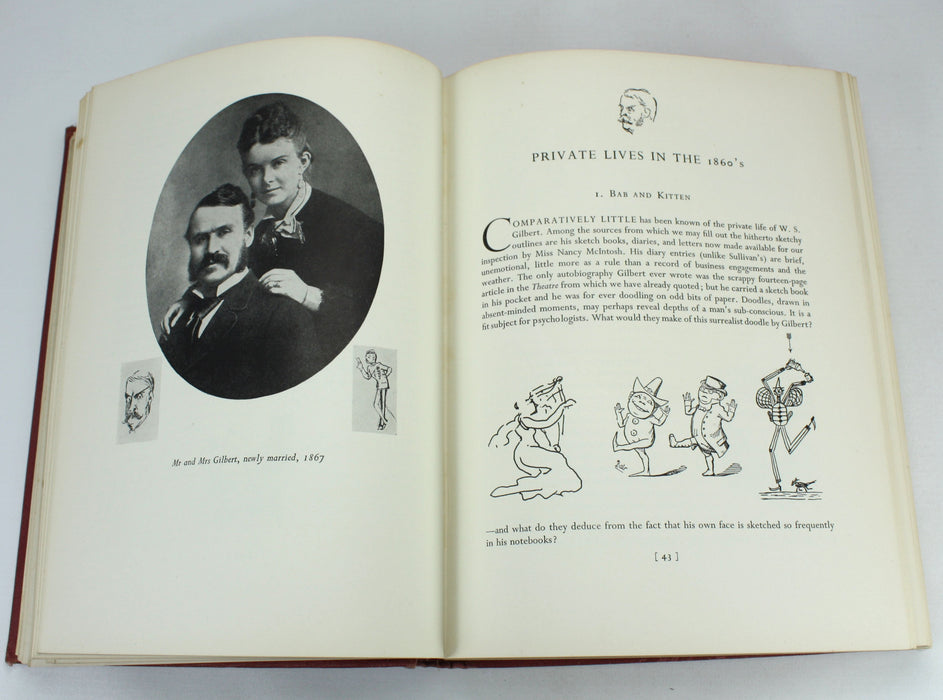 Mr and Mrs Gilbert, newly married, 1867
PRIVATE LIVES IN THE 1860's
1. Bab and Kitten
COMPARATIVELY LITTLE has been known of the private life of W. S.
Gilbert. Among the sources from which we may fill out the hitherto sketchy
outlines are his sketch books, diaries, and letters now made available for our
inspection by Miss Nancy McIntosh. His diary entries (unlike Sullivan's) are brief,
unemotional, little more as a rule than a record of business engagements and the
weather. The only autobiography Gilbert ever wrote was the scrappy fourteen-page
article in the Theatre from which we have already quoted; but he carried a sketch book
in his pocket and he was for ever doodling on odd bits of paper. Doodles, drawn in
absent-minded moments, may perhaps reveal depths of a man's sub-conscious. It is a
fit subject for psychologists. What would they make of this surrealist doodle by Gilbert?
—and what do they deduce from the fact that his own face is sketched so frequently
in his notebooks?
[ 43 ]